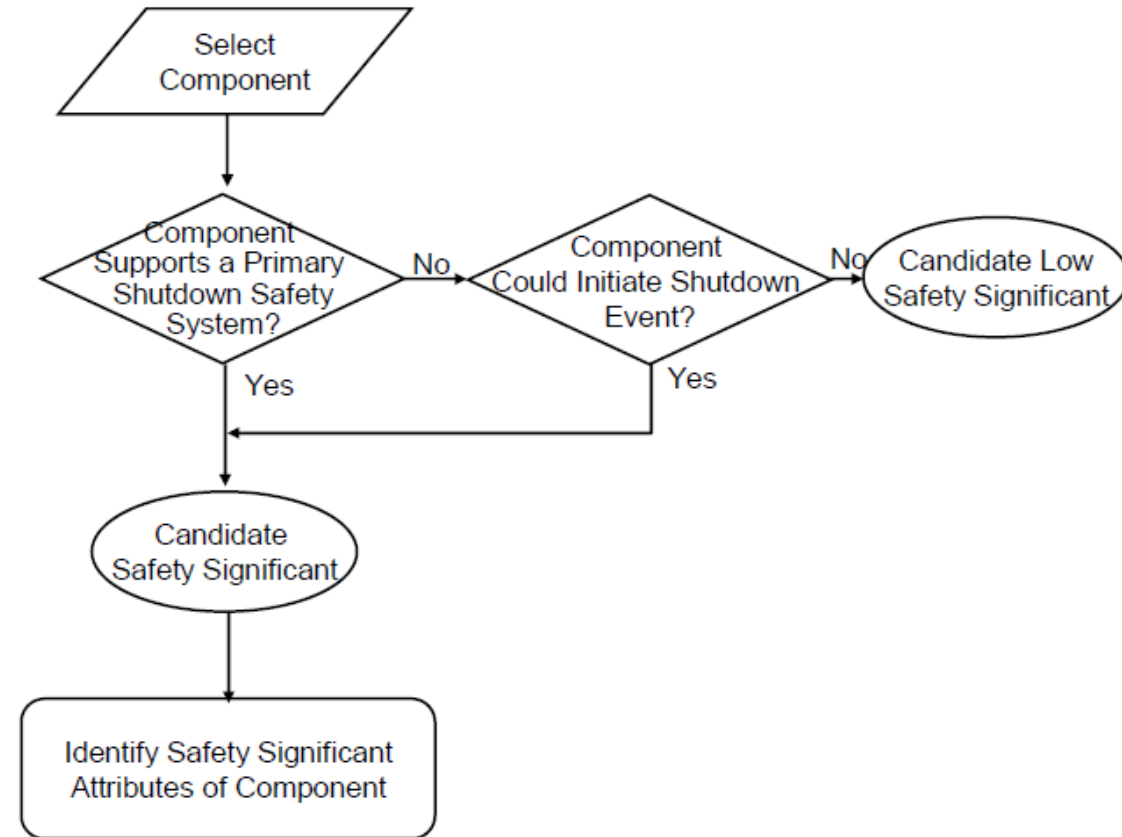 Select
Component
Component
Supports a Primary
Shutdown Safety
System?
No
Component
Could Initiate Shutdown
Event?
No
Candidate Low
Safety Significant
Yes
Yes
Candidate
Safety Significant
Identify Safety Significant
Attributes of Component